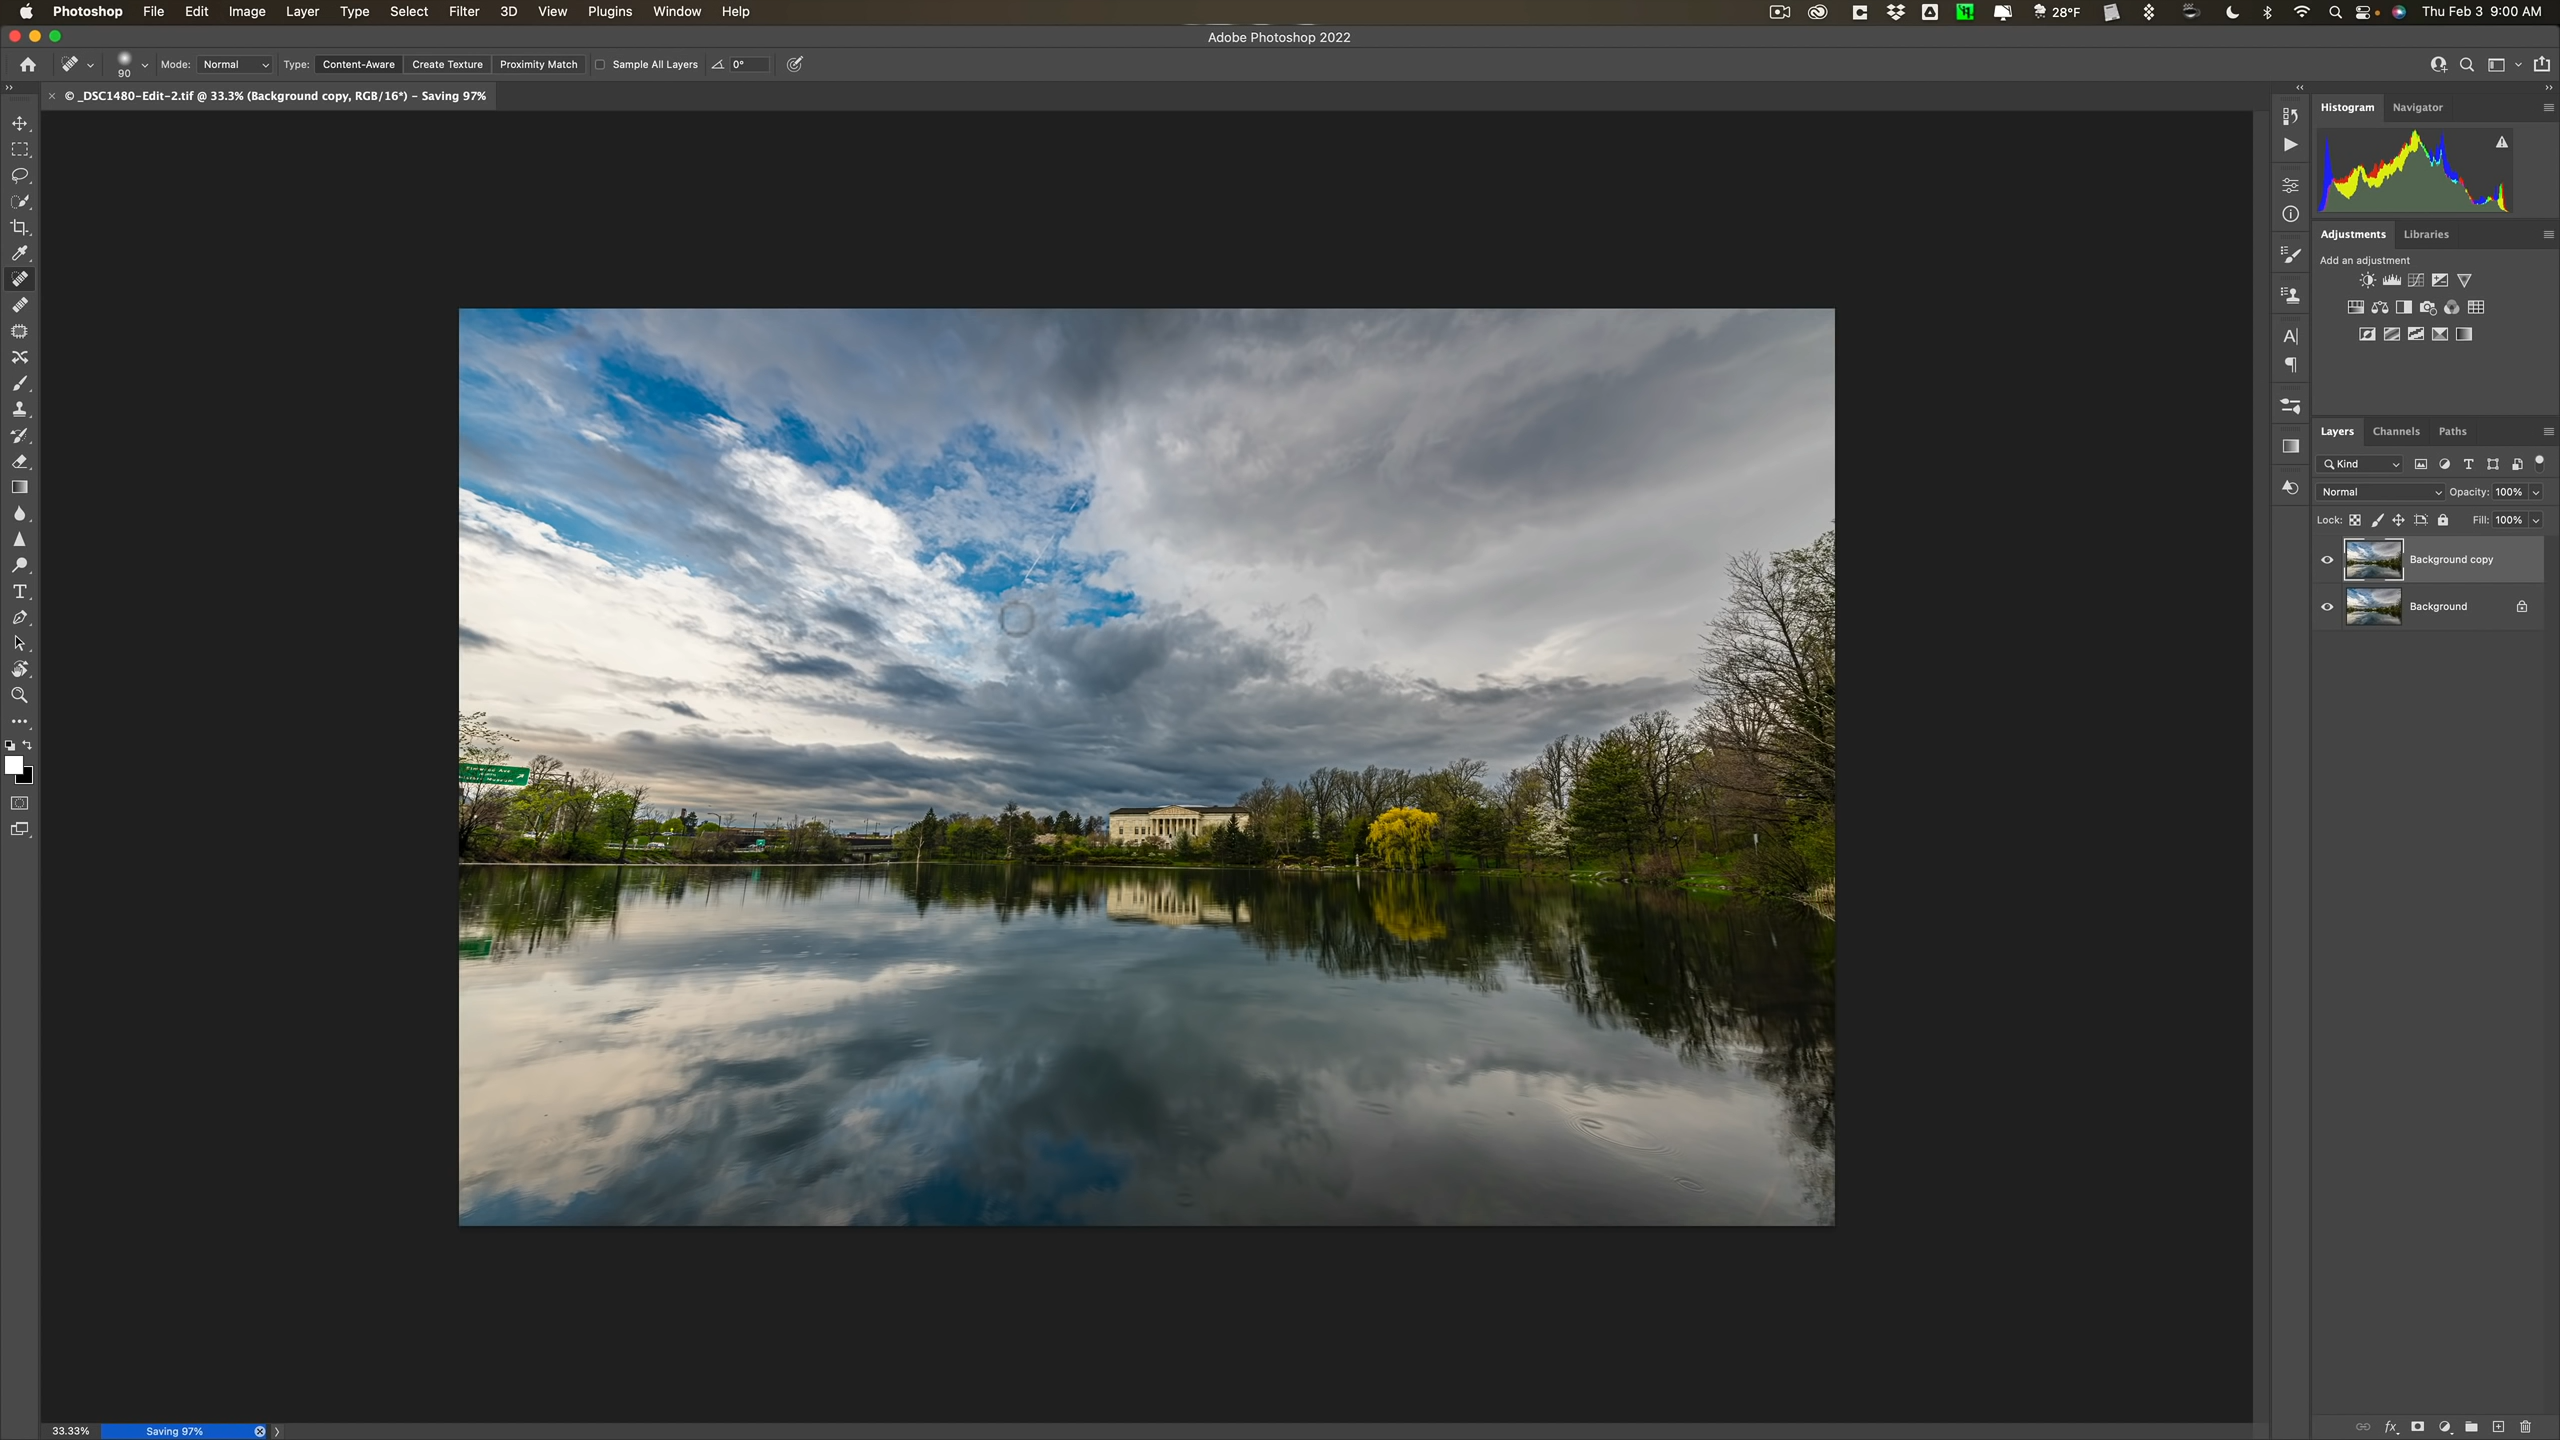 Photoshop File Edit Image Layer Type Select Filter 3D View Plugins Window Help 28°F Thu Feb 3 9:00 AM
Adobe Photoshop 2022
90 Mode: Normal Type: Content-Aware Create Texture Proximity Match Sample All Layers 0°
© _DSC1480-Edit-2.tif @ 33.3% (Background copy, RGB/16*) – Saving 97%
Histogram Navigator
Adjustments Libraries
Add an adjustment
Layers Channels Paths
Kind
Normal Opacity: 100%
Lock: Fill: 100%
Background copy
Background
33.33% Saving 97%